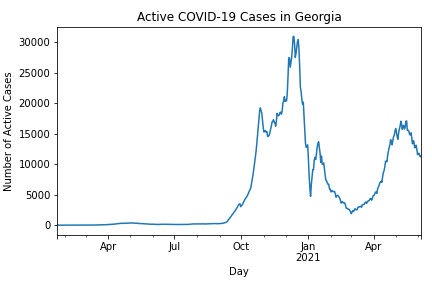 Active COVID-19 Cases in Georgia
30000
25000
20000
15000
10000
5000
0
Number of Active Cases
Apr
Jul
Oct
Jan
2021
Apr
Day